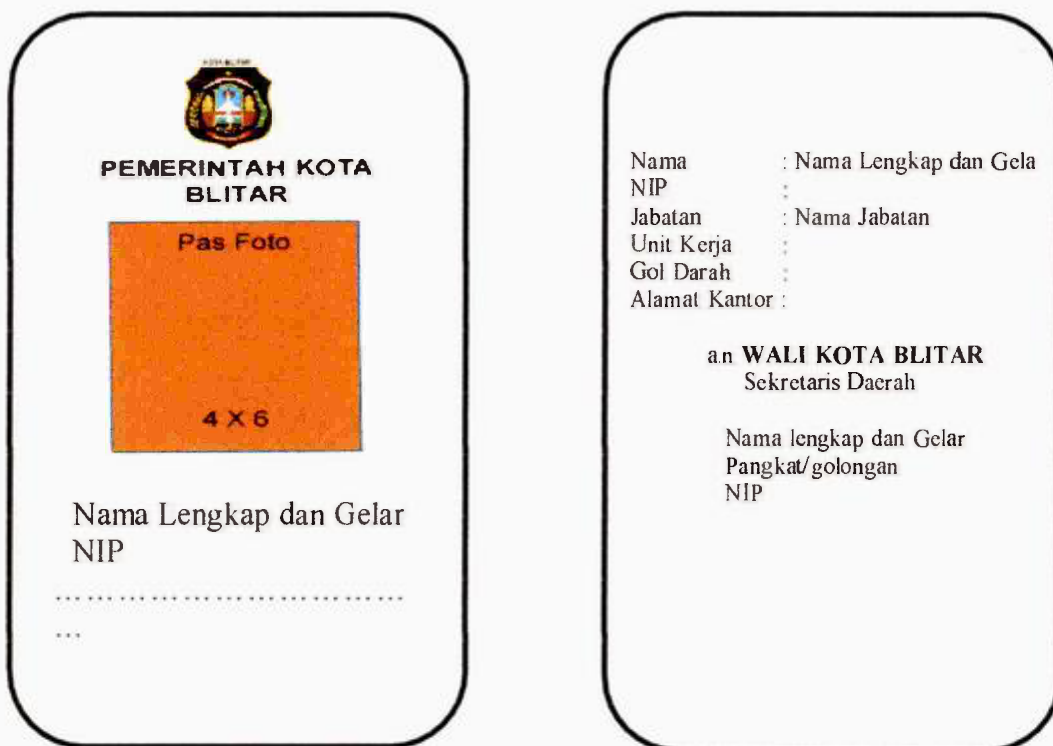 KOTA BLITAR
PEMERINTAH KOTA
BLITAR
Pas Foto
4 X 6
Nama Lengkap dan Gelar
NIP
.................................
...
Nama : Nama Lengkap dan Gela
NIP :
Jabatan : Nama Jabatan
Unit Kerja :
Gol Darah :
Alamat Kantor :
a.n WALI KOTA BLITAR
Sekretaris Daerah
Nama lengkap dan Gelar
Pangkat/golongan
NIP